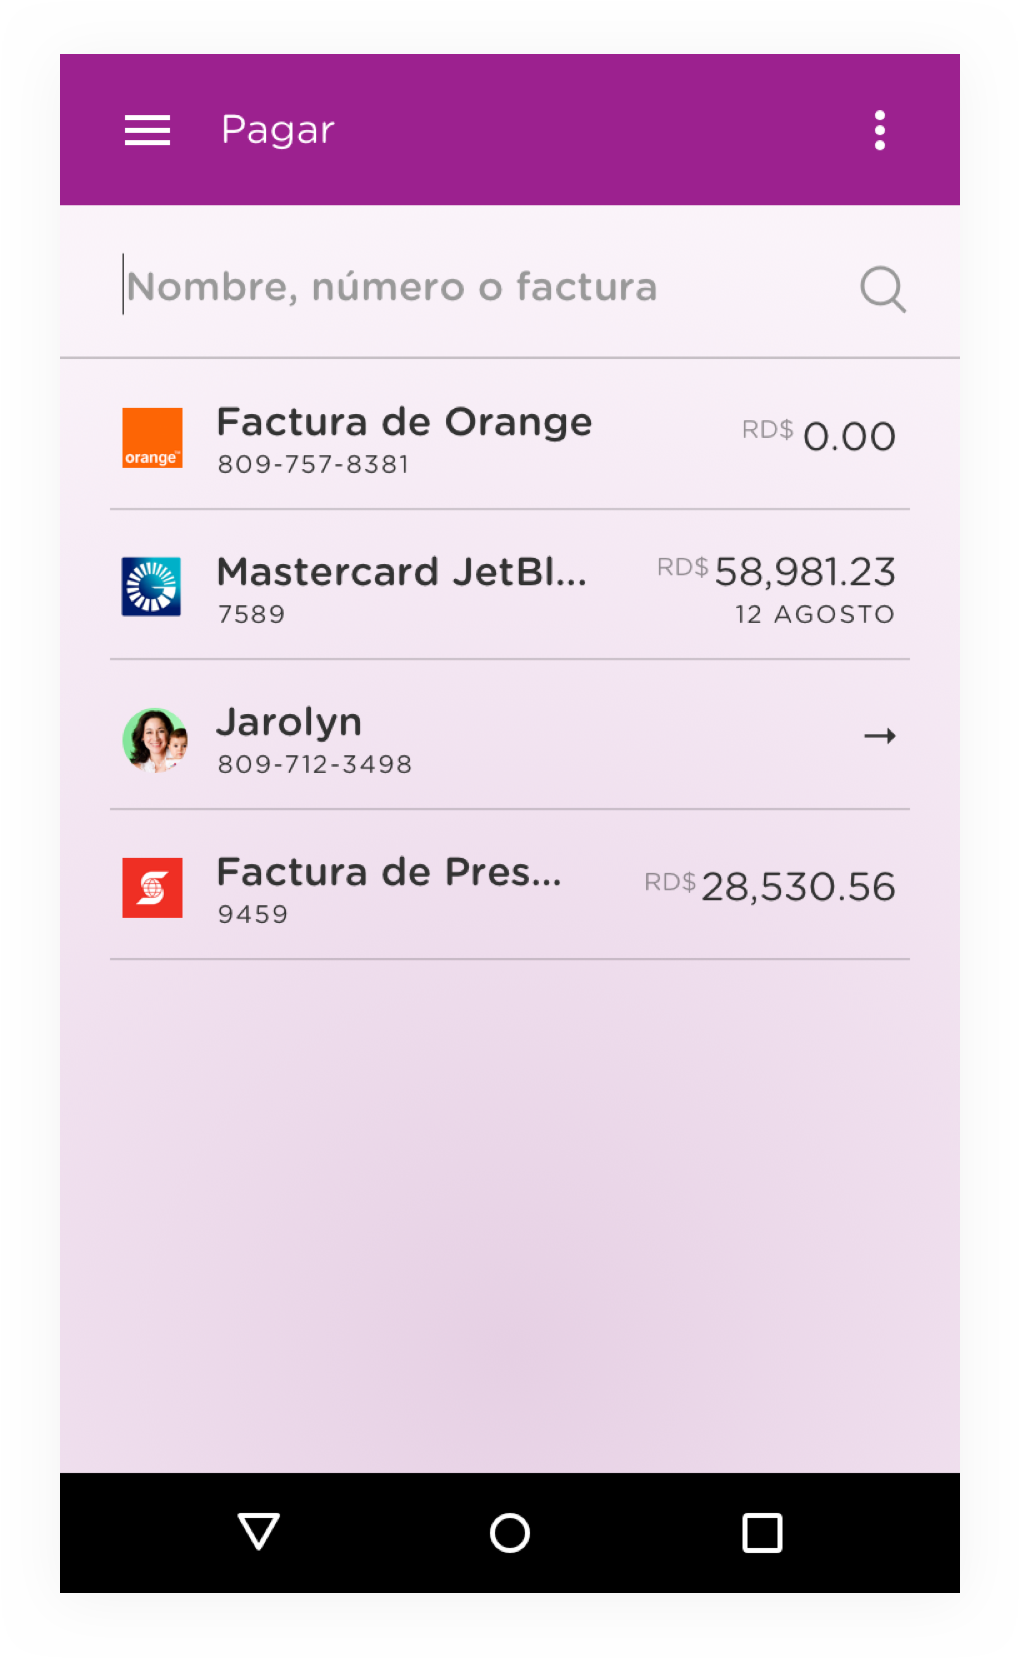 Pagar
Nombre, número o factura
orange™
Factura de Orange
809-757-8381
RD$ 0.00
Mastercard JetBl...
7589
RD$ 58,981.23
12 AGOSTO
Jarolyn
809-712-3498
Factura de Pres...
9459
RD$ 28,530.56